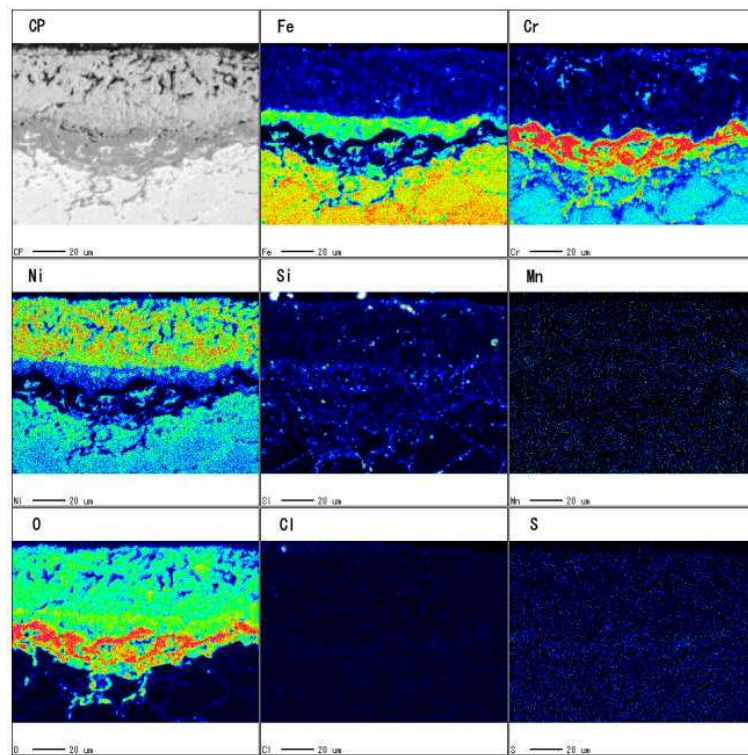 CP
Fe
Cr
CP 20 um
Fe 20 um
Cr 20 um
Ni
Si
Mn
Ni 20 um
Si 20 um
Mn 20 um
O
Cl
S
O 20 um
Cl 20 um
S 20 um